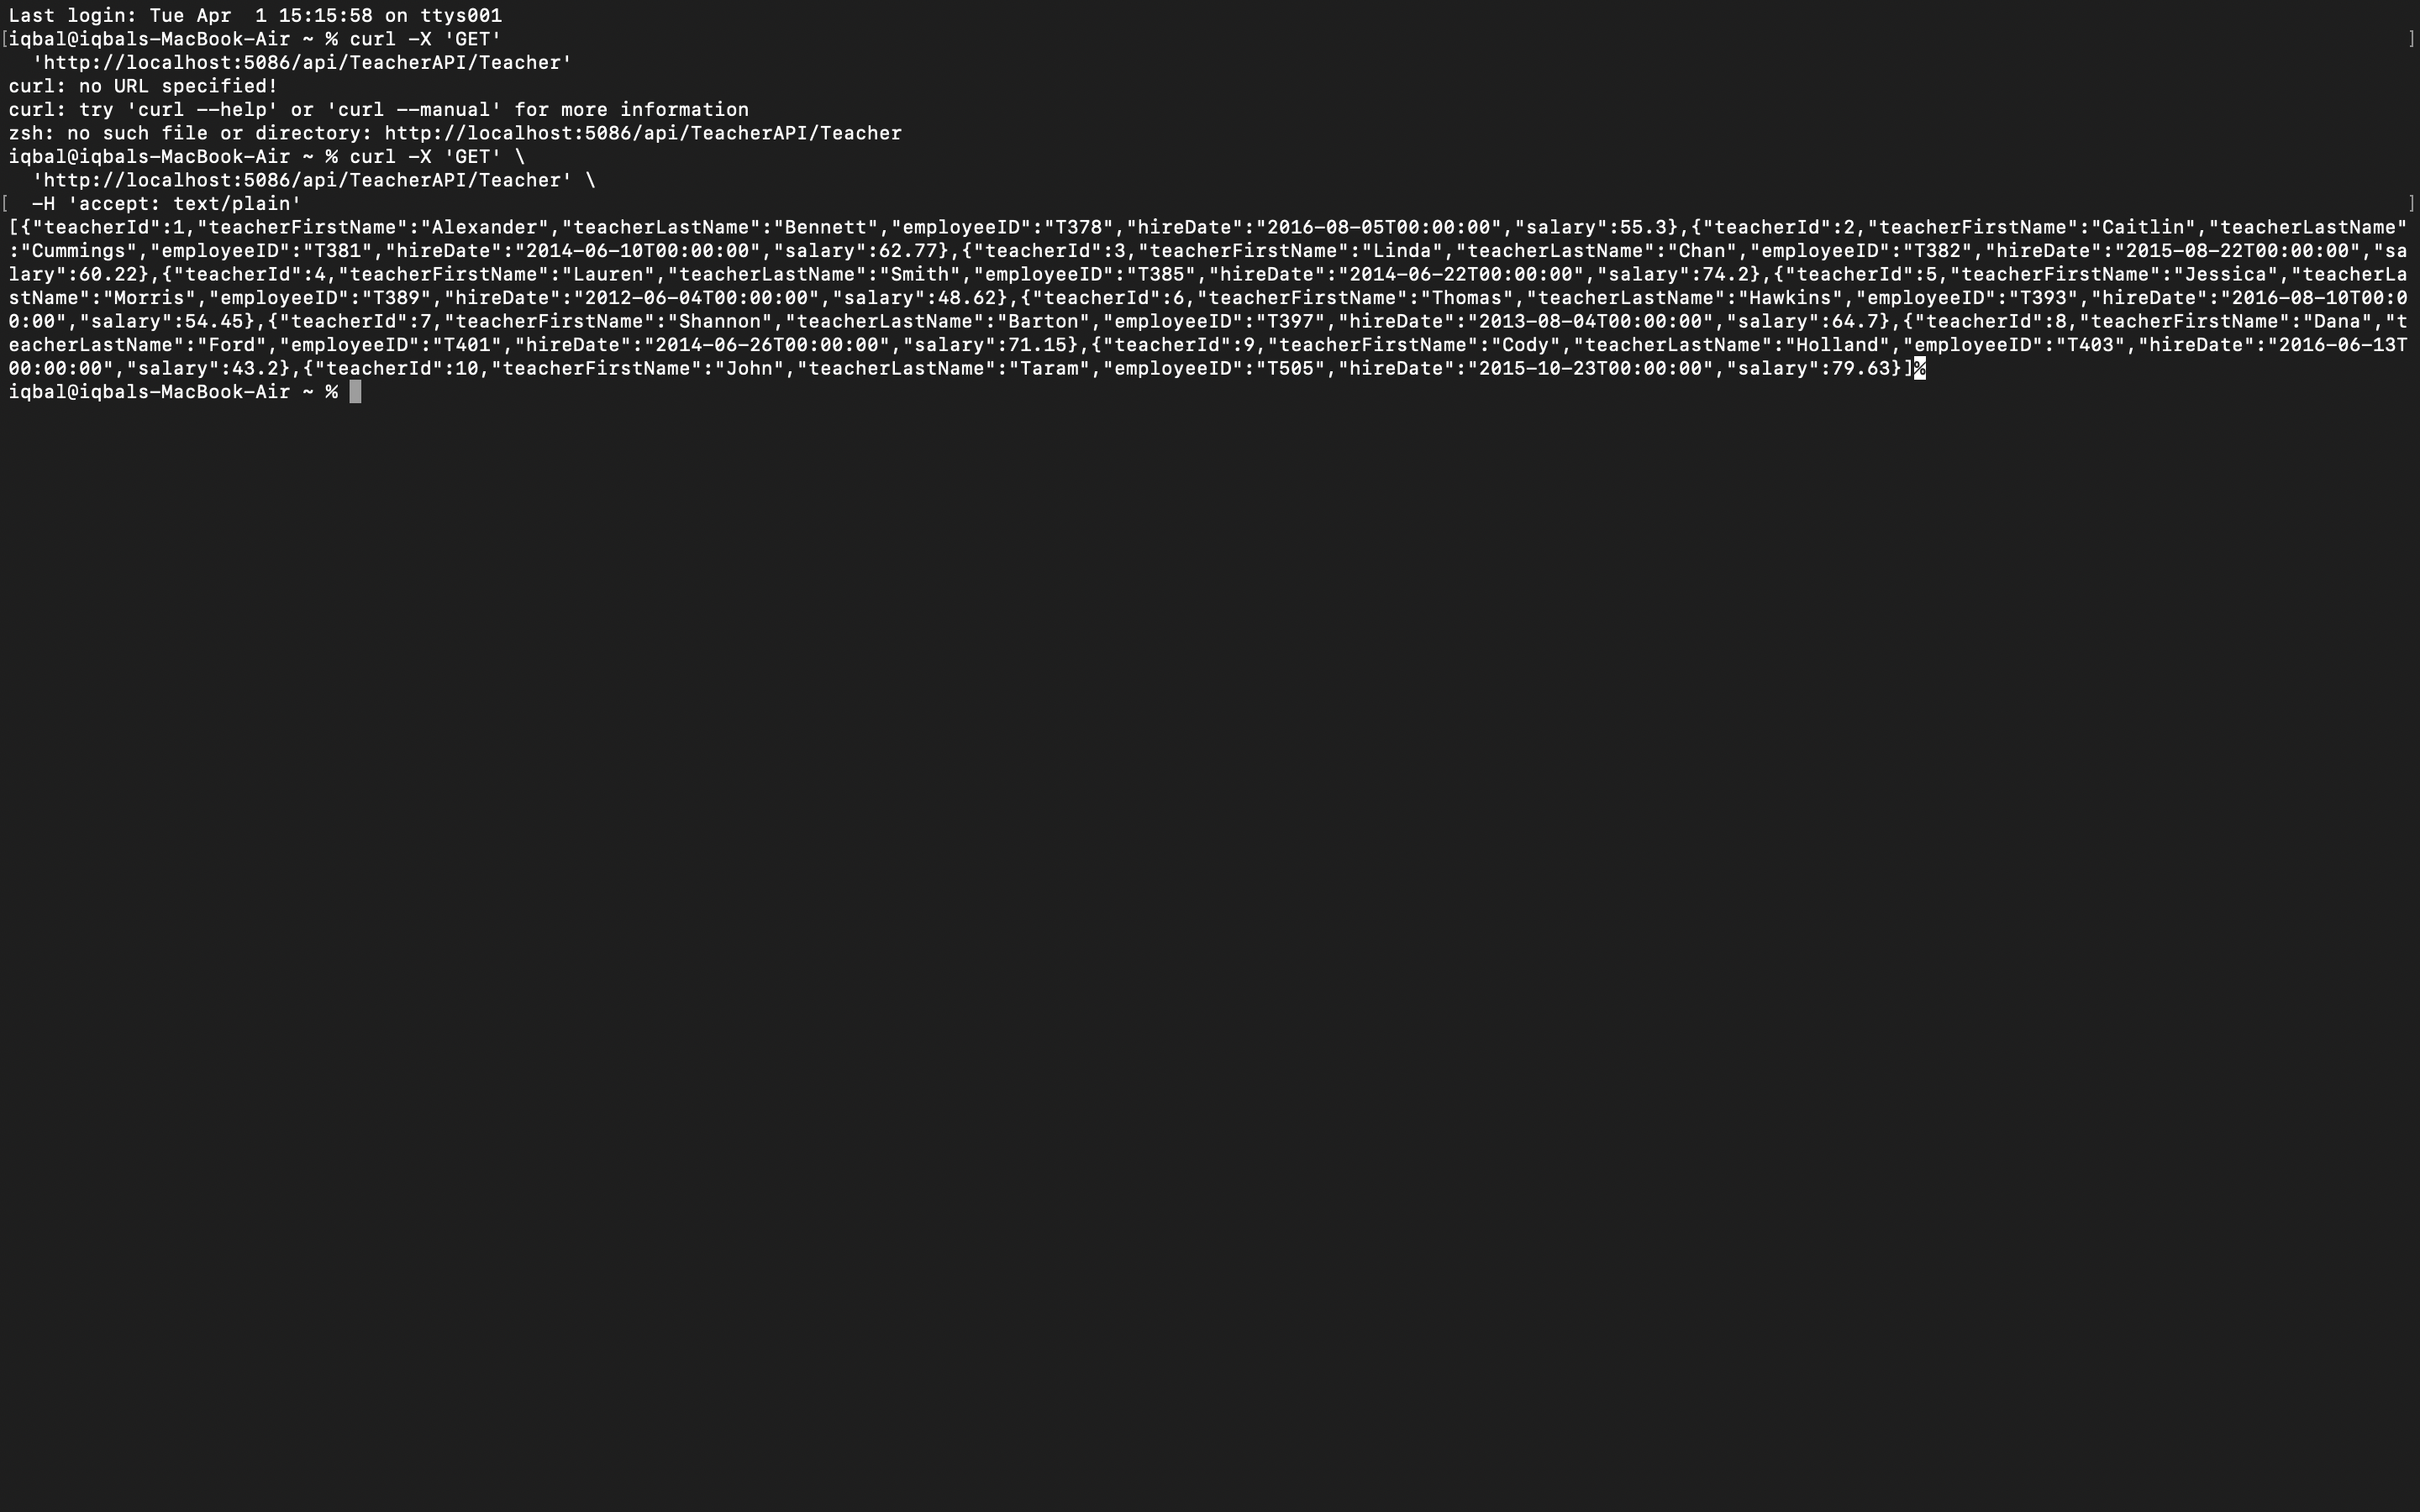 Last login: Tue Apr  1 15:15:58 on ttys001
[iqbal@iqbals-MacBook-Air ~ % curl -X 'GET' ]
  'http://localhost:5086/api/TeacherAPI/Teacher'
curl: no URL specified!
curl: try 'curl --help' or 'curl --manual' for more information
zsh: no such file or directory: http://localhost:5086/api/TeacherAPI/Teacher
iqbal@iqbals-MacBook-Air ~ % curl -X 'GET' \
  'http://localhost:5086/api/TeacherAPI/Teacher' \
[  -H 'accept: text/plain' ]
[{"teacherId":1,"teacherFirstName":"Alexander","teacherLastName":"Bennett","employeeID":"T378","hireDate":"2016-08-05T00:00:00","salary":55.3},{"teacherId":2,"teacherFirstName":"Caitlin","teacherLastName"
:"Cummings","employeeID":"T381","hireDate":"2014-06-10T00:00:00","salary":62.77},{"teacherId":3,"teacherFirstName":"Linda","teacherLastName":"Chan","employeeID":"T382","hireDate":"2015-08-22T00:00:00","sa
lary":60.22},{"teacherId":4,"teacherFirstName":"Lauren","teacherLastName":"Smith","employeeID":"T385","hireDate":"2014-06-22T00:00:00","salary":74.2},{"teacherId":5,"teacherFirstName":"Jessica","teacherLa
stName":"Morris","employeeID":"T389","hireDate":"2012-06-04T00:00:00","salary":48.62},{"teacherId":6,"teacherFirstName":"Thomas","teacherLastName":"Hawkins","employeeID":"T393","hireDate":"2016-08-10T00:0
0:00","salary":54.45},{"teacherId":7,"teacherFirstName":"Shannon","teacherLastName":"Barton","employeeID":"T397","hireDate":"2013-08-04T00:00:00","salary":64.7},{"teacherId":8,"teacherFirstName":"Dana","t
eacherLastName":"Ford","employeeID":"T401","hireDate":"2014-06-26T00:00:00","salary":71.15},{"teacherId":9,"teacherFirstName":"Cody","teacherLastName":"Holland","employeeID":"T403","hireDate":"2016-06-13T
00:00:00","salary":43.2},{"teacherId":10,"teacherFirstName":"John","teacherLastName":"Taram","employeeID":"T505","hireDate":"2015-10-23T00:00:00","salary":79.63}]%
iqbal@iqbals-MacBook-Air ~ %